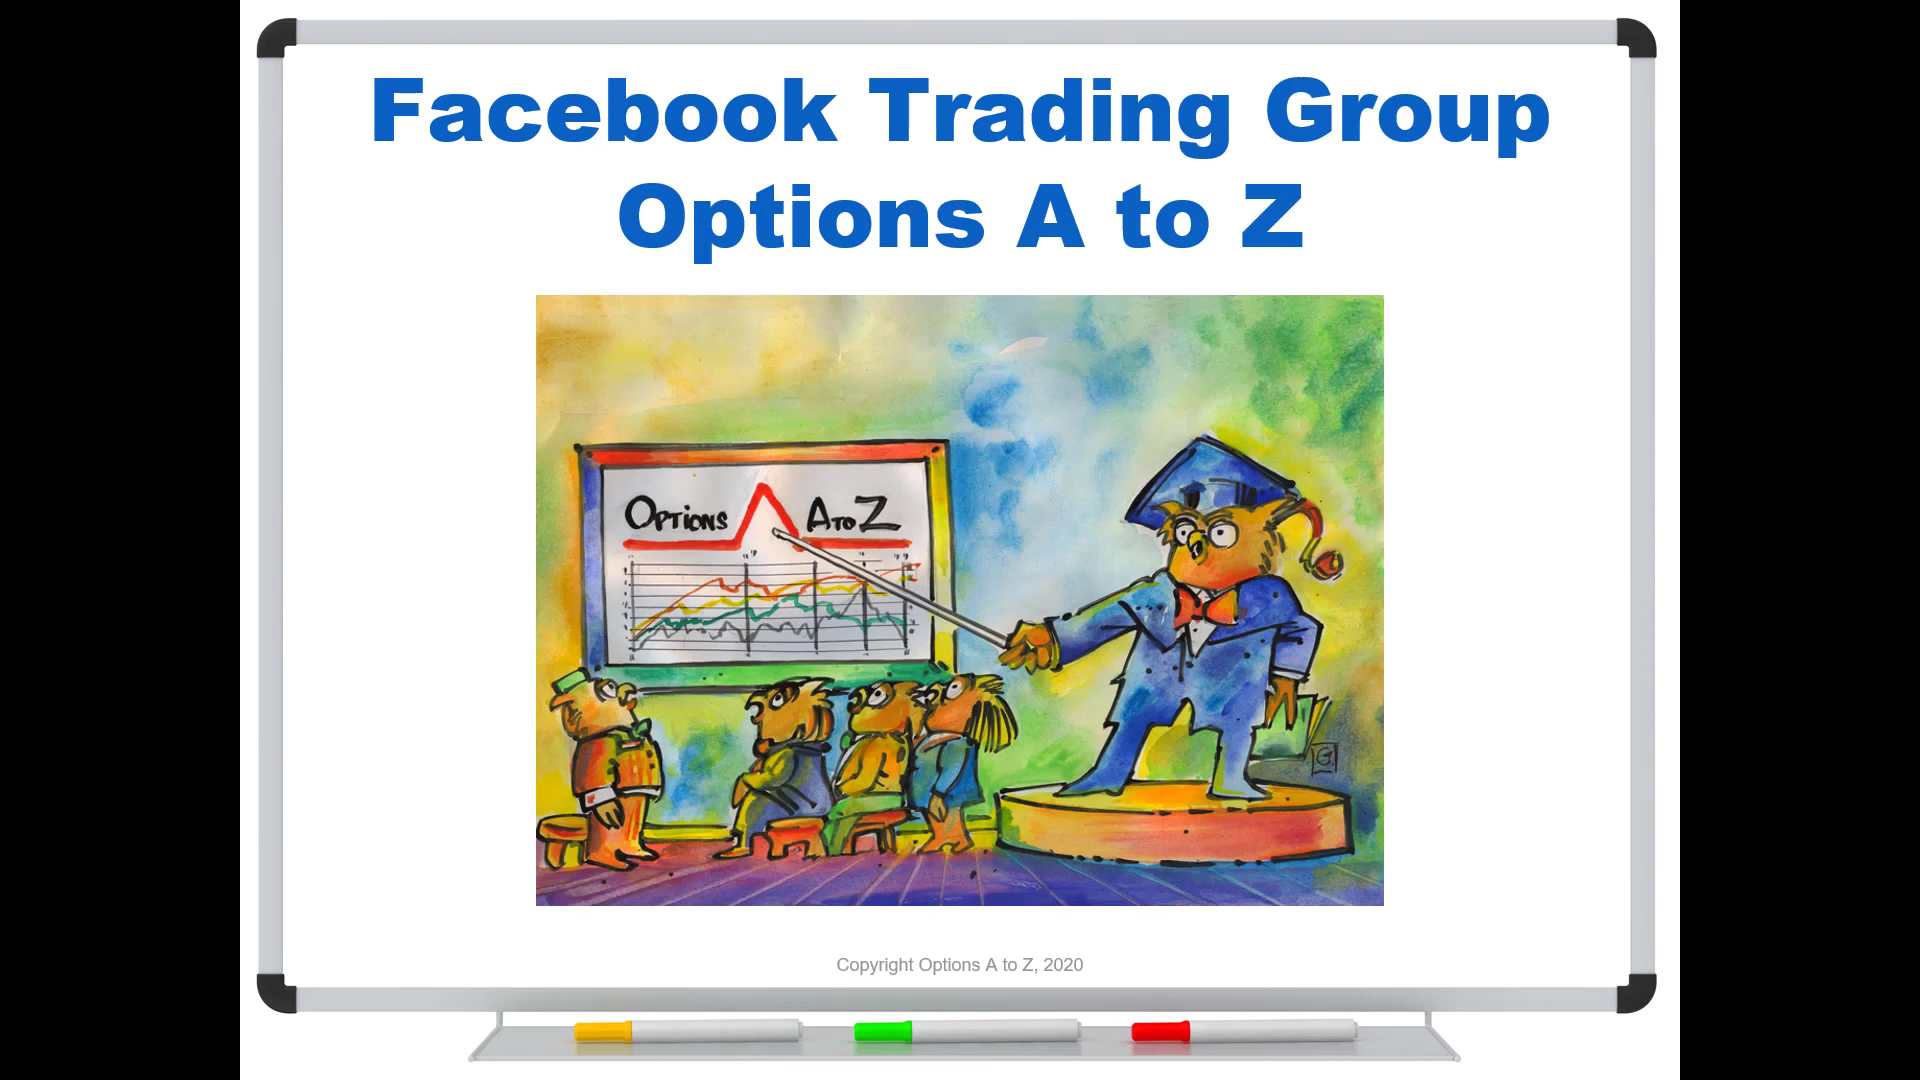 Facebook Trading Group
Options A to Z
OPTIONS A TO Z
G
Copyright Options A to Z, 2020